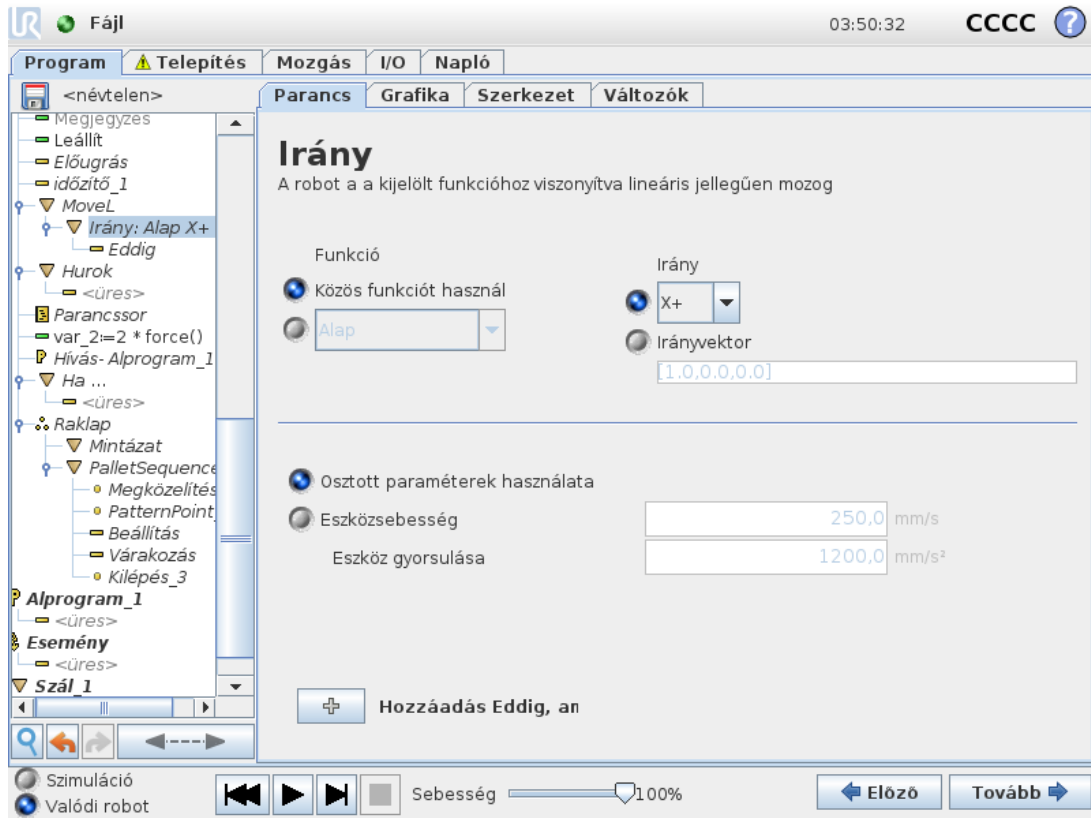 UR Fájl 03:50:32 CCCC ?
Program Telepítés Mozgás I/O Napló
<névtelen>
Parancs Grafika Szerkezet Változók
Megjegyzés
Leállít
Előugrás
időzítő_1
MoveL
Irány: Alap X+
Eddig
Hurok
<üres>
Parancssor
var_2≔2 * force()
Hívás- Alprogram_1
Ha ...
<üres>
Raklap
Mintázat
PalletSequence
Megközelítés
PatternPoint_
Beállítás
Várakozás
Kilépés_3
Alprogram_1
<üres>
Esemény
<üres>
Szál_1
Irány
A robot a a kijelölt funkcióhoz viszonyítva lineáris jellegűen mozog
Funkció
Közös funkciót használ
Alap
Irány
X+
Irányvektor
[1.0,0.0,0.0]
Osztott paraméterek használata
Eszközsebesség 250,0 mm/s
Eszköz gyorsulása 1200,0 mm/s²
Hozzáadás Eddig, an
Szimuláció
Valódi robot
Sebesség 100%
Előző Tovább